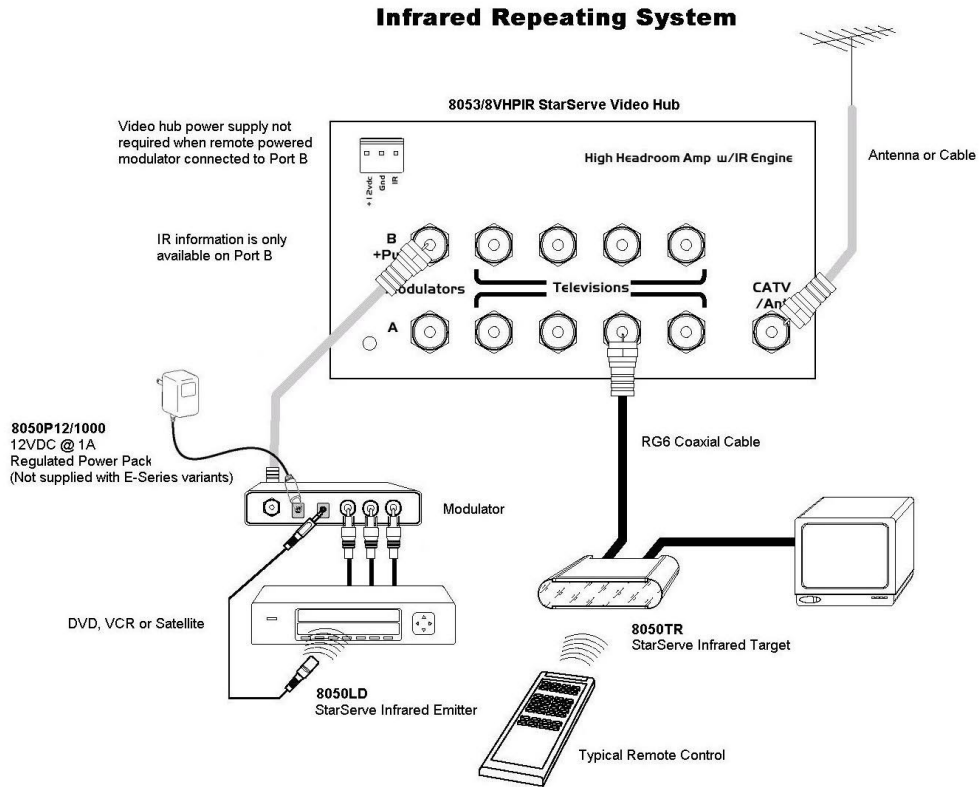 Infrared Repeating System
8053/8VHPIR StarServe Video Hub
Video hub power supply not
required when remote powered
modulator connected to Port B
+12vdc
Gnd
IR
High Headroom Amp w/IR Engine
Antenna or Cable
IR information is only
available on Port B
B
Modulators
Televisions
CATV
/Ant
A
8050P12/1000
12VDC @ 1A
Regulated Power Pack
(Not supplied with E-Series variants)
RG6 Coaxial Cable
Modulator
DVD, VCR or Satellite
8050TR
StarServe Infrared Target
8050LD
StarServe Infrared Emitter
Typical Remote Control